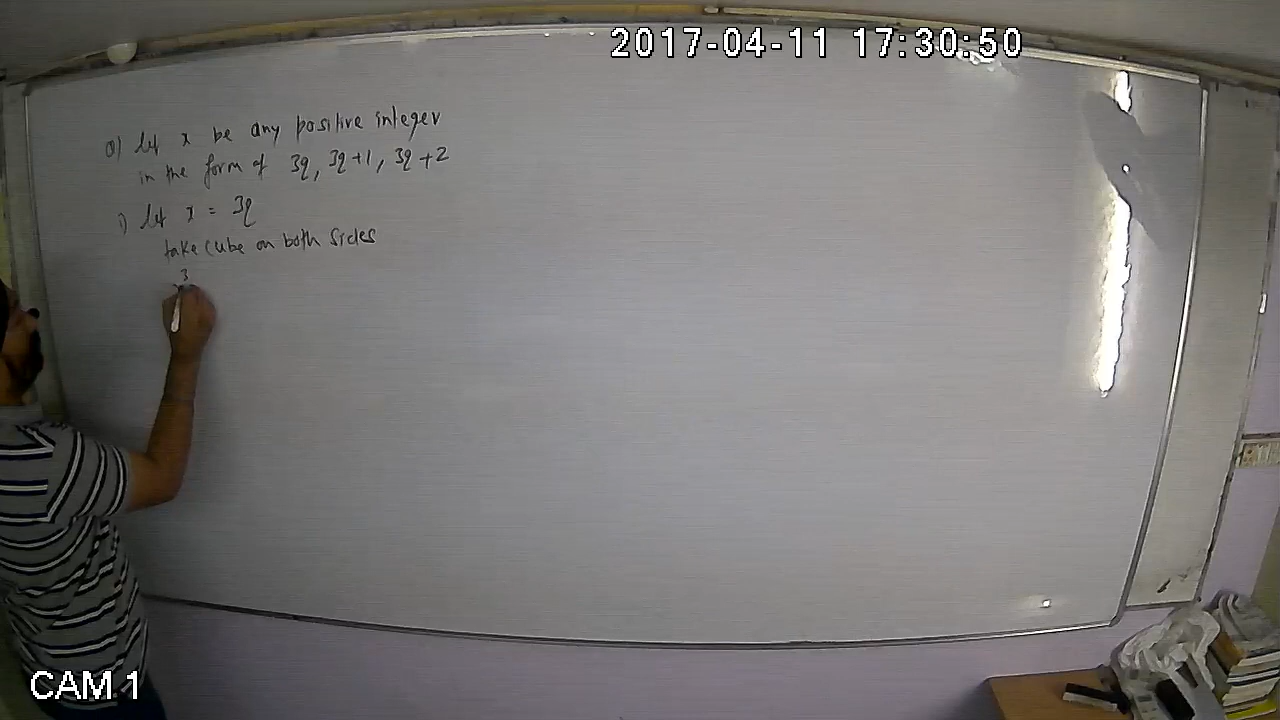 2017-04-11 17:30:50
let x be any positive integer
in the form of 3q, 3q+1, 3q+2
i) let x = 3q
take cube on both sides
3
CAM 1